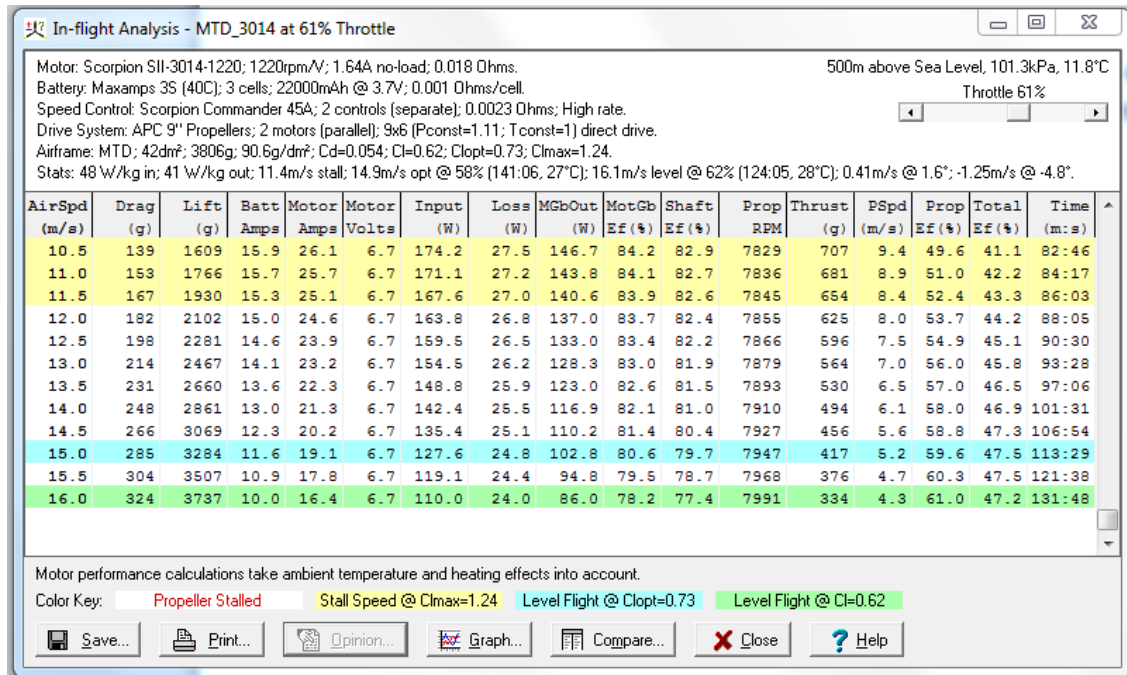 In-flight Analysis - MTD_3014 at 61% Throttle
Motor: Scorpion SII-3014-1220; 1220rpm/V; 1.64A no-load; 0.018 Ohms.
500m above Sea Level, 101.3kPa, 11.8°C
Battery: Maxamps 3S (40C); 3 cells; 22000mAh @ 3.7V; 0.001 Ohms/cell.
Throttle 61%
Speed Control: Scorpion Commander 45A; 2 controls (separate); 0.0023 Ohms; High rate.
Drive System: APC 9" Propellers; 2 motors (parallel); 9x6 (Pconst=1.11; Tconst=1) direct drive.
Airframe: MTD; 42dm²; 3806g; 90.6g/dm²; Cd=0.054; Cl=0.62; Clopt=0.73; Clmax=1.24.
Stats: 48 W/kg in; 41 W/kg out; 11.4m/s stall; 14.9m/s opt @ 58% (141:06, 27°C); 16.1m/s level @ 62% (124:05, 28°C); 0.41m/s @ 1.6°; -1.25m/s @ -4.8°.
AirSpd Drag Lift Batt Motor Motor Input Loss MGbOut MotGb Shaft Prop Thrust PSpd Prop Total Time
(m/s) (g) (g) Amps Amps Volts (W) (W) (W) Ef(%) Ef(%) RPM (g) (m/s) Ef(%) Ef(%) (m:s)
10.5 139 1609 15.9 26.1 6.7 174.2 27.5 146.7 84.2 82.9 7829 707 9.4 49.6 41.1 82:46
11.0 153 1766 15.7 25.7 6.7 171.1 27.2 143.8 84.1 82.7 7836 681 8.9 51.0 42.2 84:17
11.5 167 1930 15.3 25.1 6.7 167.6 27.0 140.6 83.9 82.6 7845 654 8.4 52.4 43.3 86:03
12.0 182 2102 15.0 24.6 6.7 163.8 26.8 137.0 83.7 82.4 7855 625 8.0 53.7 44.2 88:05
12.5 198 2281 14.6 23.9 6.7 159.5 26.5 133.0 83.4 82.2 7866 596 7.5 54.9 45.1 90:30
13.0 214 2467 14.1 23.2 6.7 154.5 26.2 128.3 83.0 81.9 7879 564 7.0 56.0 45.8 93:28
13.5 231 2660 13.6 22.3 6.7 148.8 25.9 123.0 82.6 81.5 7893 530 6.5 57.0 46.5 97:06
14.0 248 2861 13.0 21.3 6.7 142.4 25.5 116.9 82.1 81.0 7910 494 6.1 58.0 46.9 101:31
14.5 266 3069 12.3 20.2 6.7 135.4 25.1 110.2 81.4 80.4 7927 456 5.6 58.8 47.3 106:54
15.0 285 3284 11.6 19.1 6.7 127.6 24.8 102.8 80.6 79.7 7947 417 5.2 59.6 47.5 113:29
15.5 304 3507 10.9 17.8 6.7 119.1 24.4 94.8 79.5 78.7 7968 376 4.7 60.3 47.5 121:38
16.0 324 3737 10.0 16.4 6.7 110.0 24.0 86.0 78.2 77.4 7991 334 4.3 61.0 47.2 131:48
Motor performance calculations take ambient temperature and heating effects into account.
Color Key: Propeller Stalled Stall Speed @ Clmax=1.24 Level Flight @ Clopt=0.73 Level Flight @ Cl=0.62
Save... Print... Opinion... Graph... Compare... Close Help